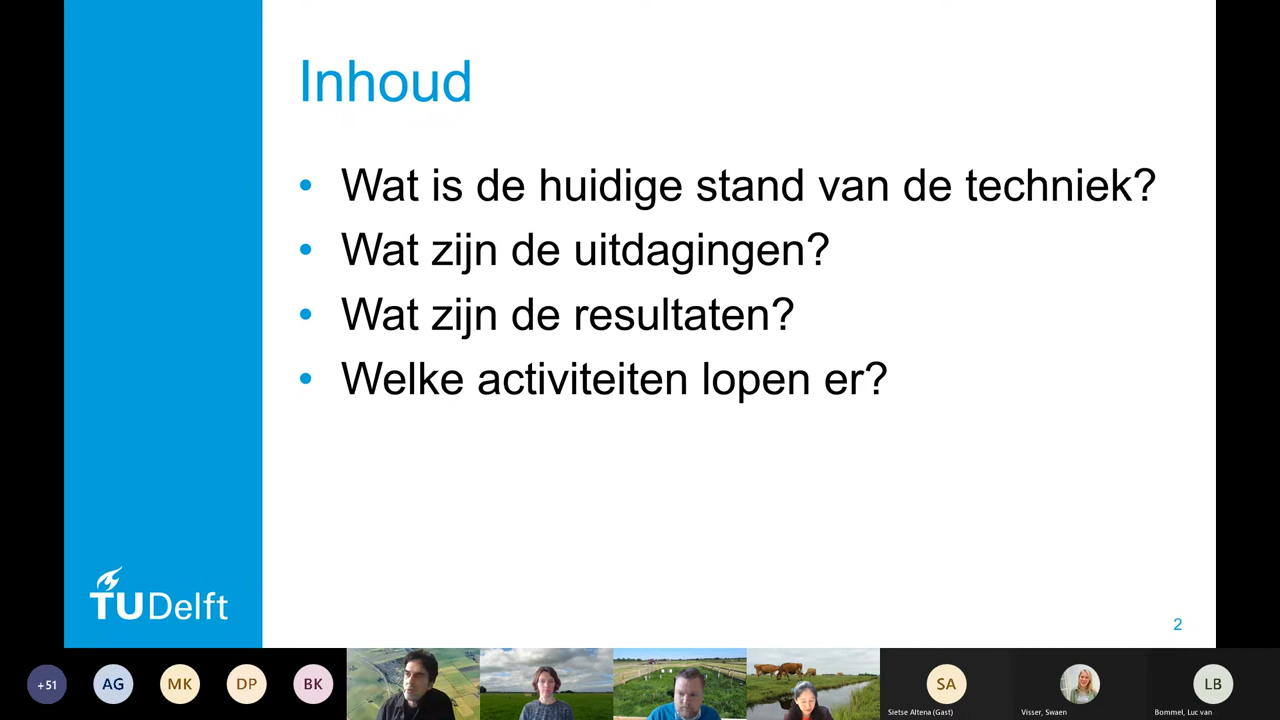 Inhoud
• Wat is de huidige stand van de techniek?
• Wat zijn de uitdagingen?
• Wat zijn de resultaten?
• Welke activiteiten lopen er?
TUDelft
2
+51
AG
MK
DP
BK
SA
LB
Sietse Altena (Gast)
Visser, Swaen
Bommel, Luc van